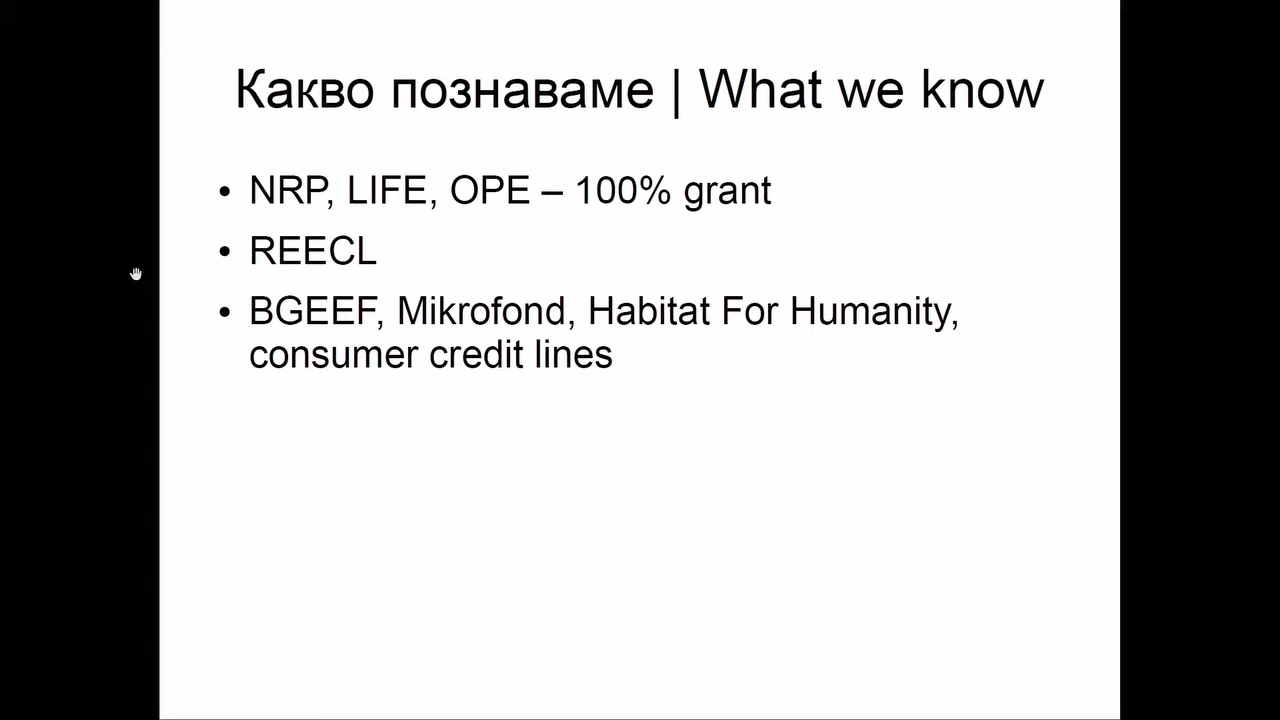 Какво познаваме | What we know
• NRP, LIFE, OPE – 100% grant
• REECL
• BGEEF, Mikrofond, Habitat For Humanity,
consumer credit lines